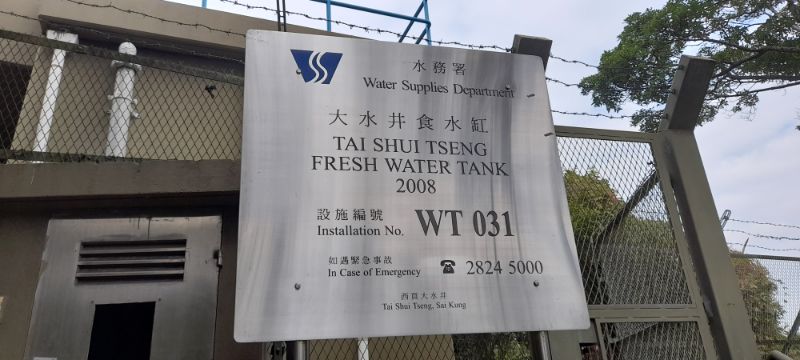 水務署
Water Supplies Department
大水井食水缸
TAI SHUI TSENG
FRESH WATER TANK
2008
設施編號
Installation No. WT 031
如遇緊急事故
In Case of Emergency ☎ 2824 5000
西貢大水井
Tai Shui Tseng, Sai Kung